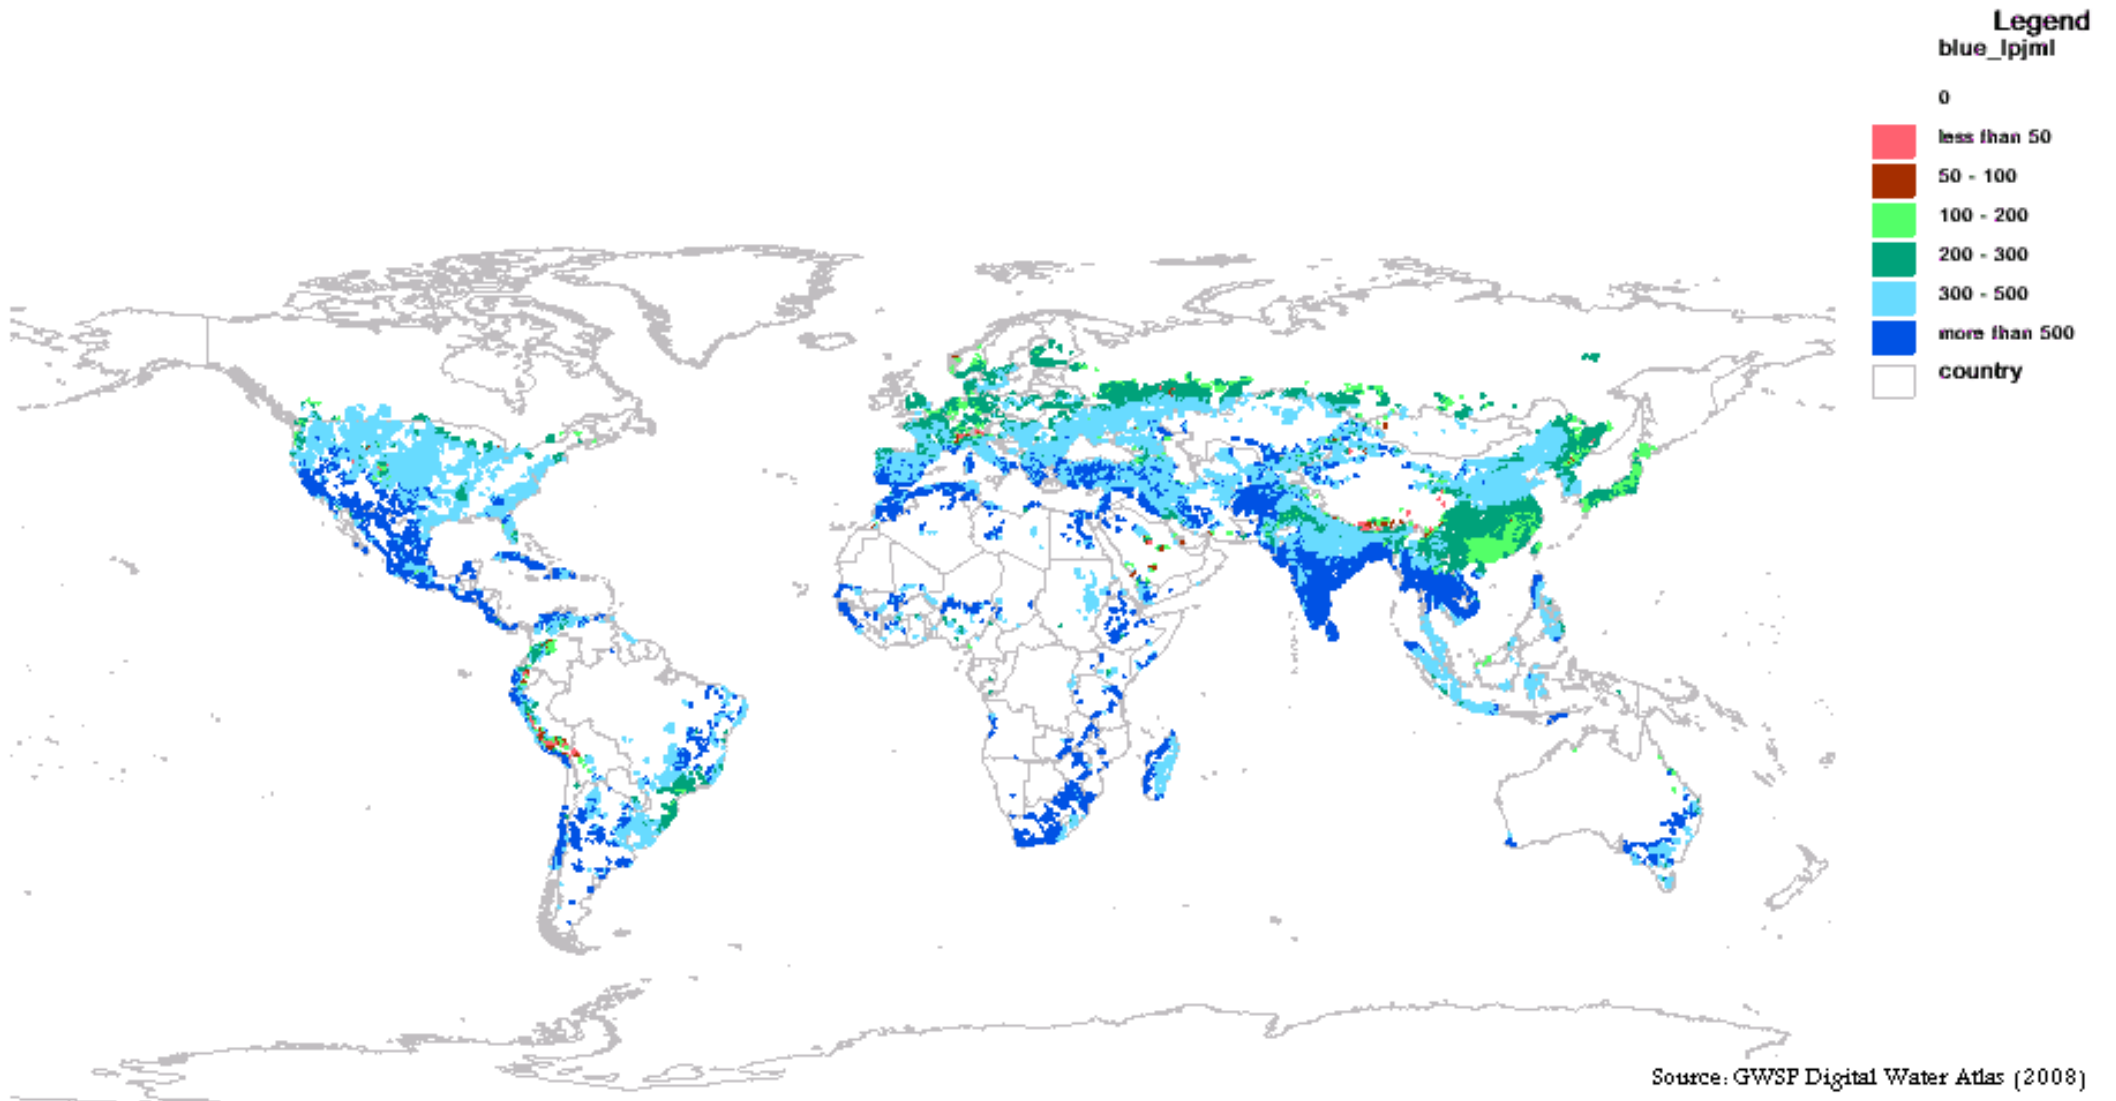 Legend
blue_lpjml
0
less than 50
50 - 100
100 - 200
200 - 300
300 - 500
more than 500
country
Source: GWSP Digital Water Atlas (2008)